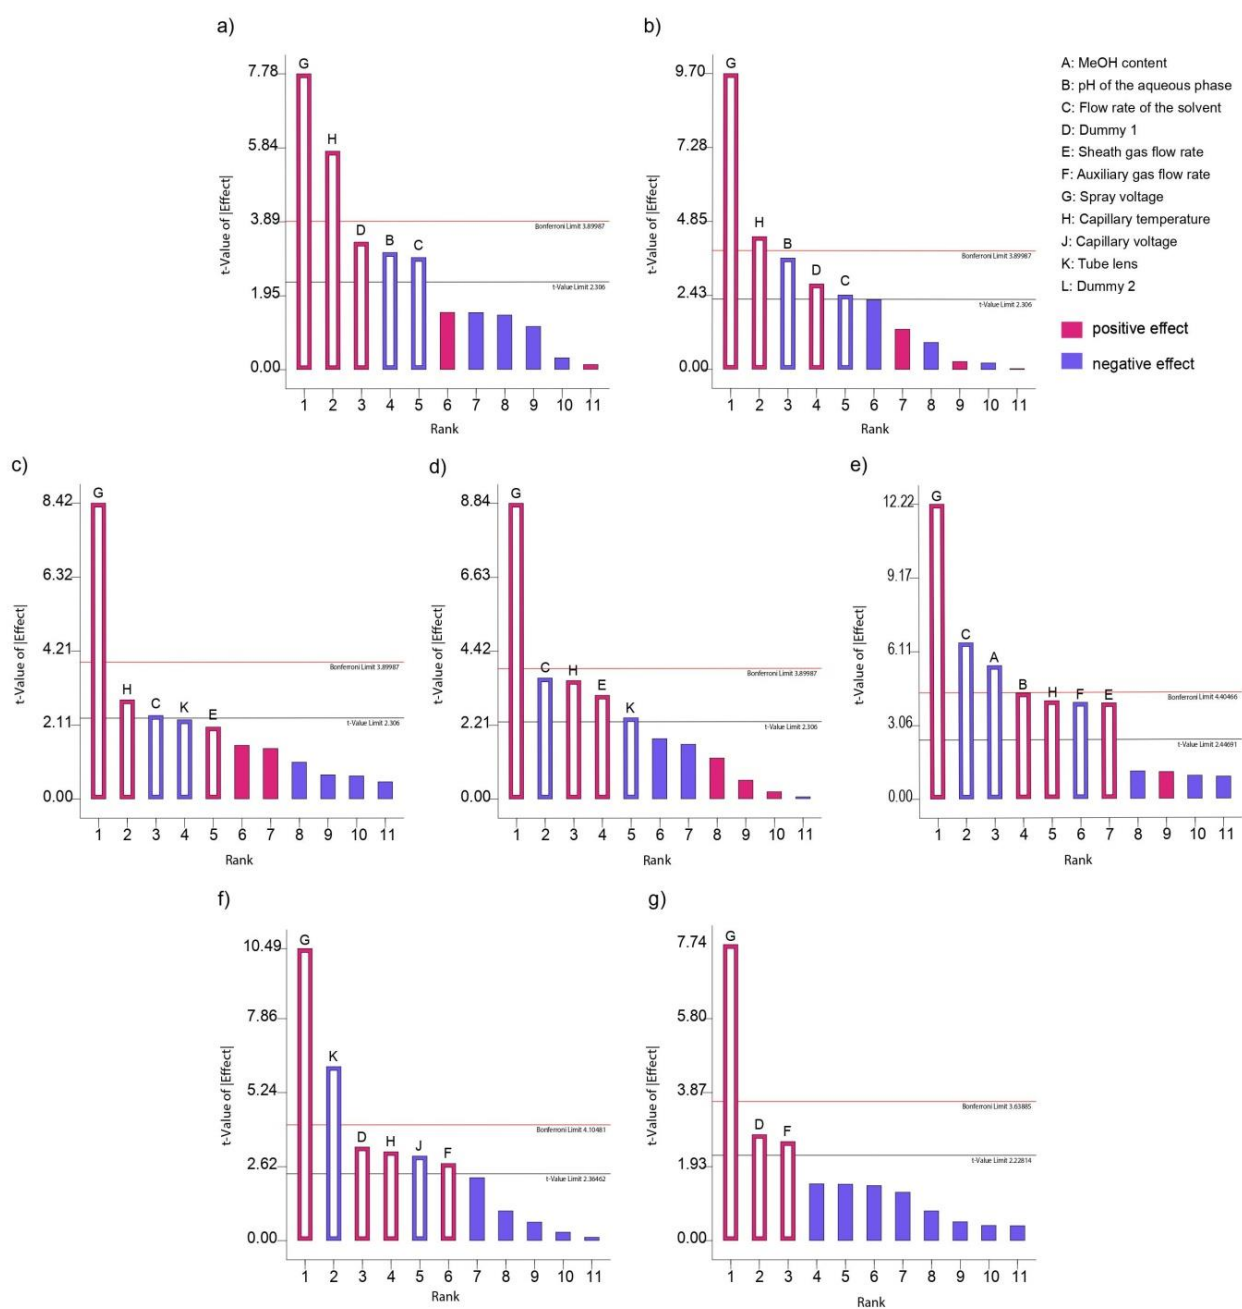 a)
t-Value of |Effect|
7.78
5.84
3.89
1.95
0.00
G
H
D
B
C
Bonferroni Limit 3.89987
t-Value Limit 2.306
1 2 3 4 5 6 7 8 9 10 11
Rank
b)
t-Value of |Effect|
9.70
7.28
4.85
2.43
0.00
G
H
B
D
C
Bonferroni Limit 3.89987
t-Value Limit 2.306
1 2 3 4 5 6 7 8 9 10 11
Rank
A: MeOH content
B: pH of the aqueous phase
C: Flow rate of the solvent
D: Dummy 1
E: Sheath gas flow rate
F: Auxiliary gas flow rate
G: Spray voltage
H: Capillary temperature
J: Capillary voltage
K: Tube lens
L: Dummy 2
positive effect
negative effect
c)
t-Value of |Effect|
8.42
6.32
4.21
2.11
0.00
G
H
C
K
E
Bonferroni Limit 3.89987
t-Value Limit 2.306
1 2 3 4 5 6 7 8 9 10 11
Rank
d)
t-Value of |Effect|
8.84
6.63
4.42
2.21
0.00
G
C
H
E
K
Bonferroni Limit 3.89987
t-Value Limit 2.306
1 2 3 4 5 6 7 8 9 10 11
Rank
e)
t-Value of |Effect|
12.22
9.17
6.11
3.06
0.00
G
C
A
B
H
F
E
Bonferroni Limit 4.40466
t-Value Limit 2.44691
1 2 3 4 5 6 7 8 9 10 11
Rank
f)
t-Value of |Effect|
10.49
7.86
5.24
2.62
0.00
G
K
D
H
J
F
Bonferroni Limit 4.10481
t-Value Limit 2.36462
1 2 3 4 5 6 7 8 9 10 11
Rank
g)
t-Value of |Effect|
7.74
5.80
3.87
1.93
0.00
G
D
F
Bonferroni Limit 3.63885
t-Value Limit 2.22814
1 2 3 4 5 6 7 8 9 10 11
Rank